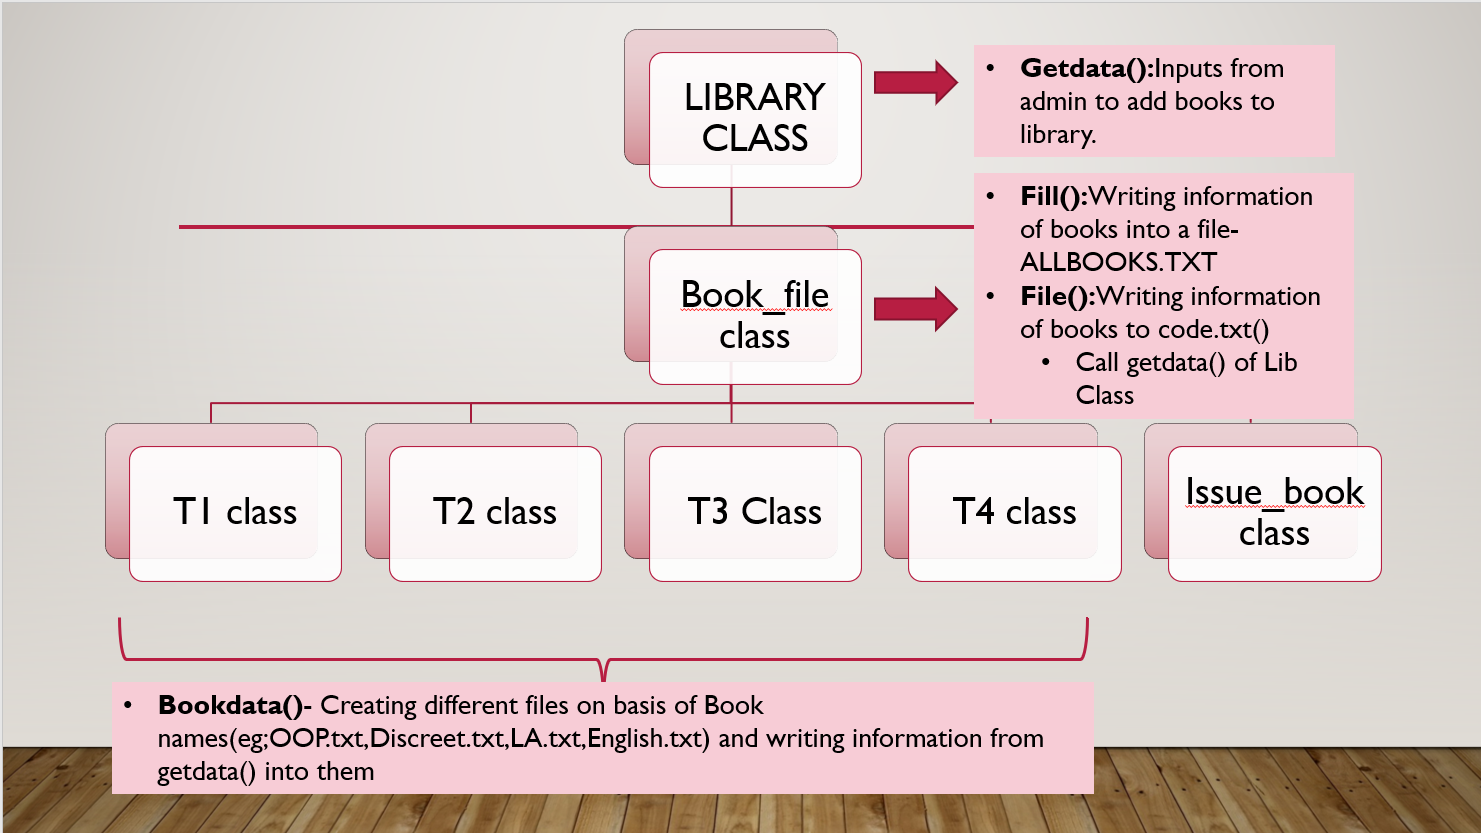 LIBRARY
CLASS
• Getdata():Inputs from
admin to add books to
library.
• Fill():Writing information
of books into a file-
ALLBOOKS.TXT
• File():Writing information
of books to code.txt()
• Call getdata() of Lib
Class
Book_file
class
T1 class
T2 class
T3 Class
T4 class
Issue_book
class
• Bookdata()- Creating different files on basis of Book
names(eg;OOP.txt,Discreet.txt,LA.txt,English.txt) and writing information from
getdata() into them